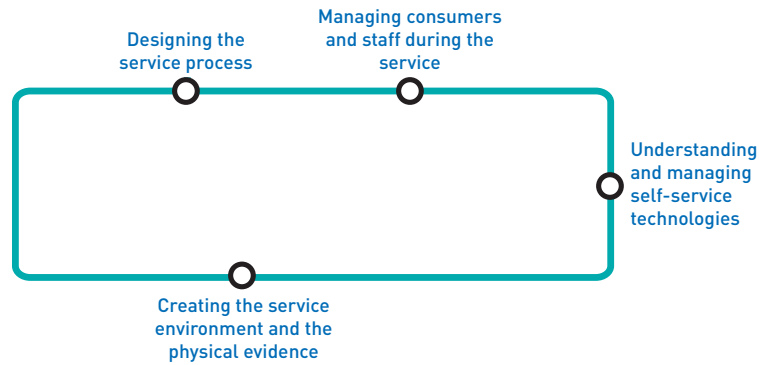 Designing the
service process
Managing consumers
and staff during the
service
Understanding
and managing
self-service
technologies
Creating the service
environment and the
physical evidence